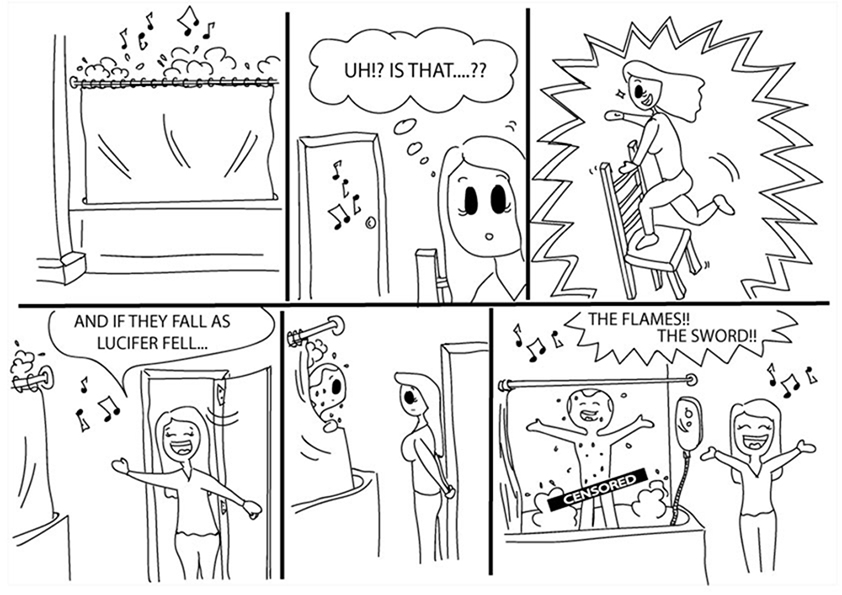 UH!? IS THAT....??
AND IF THEY FALL AS
LUCIFER FELL...
THE FLAMES!!
THE SWORD!!
CENSORED